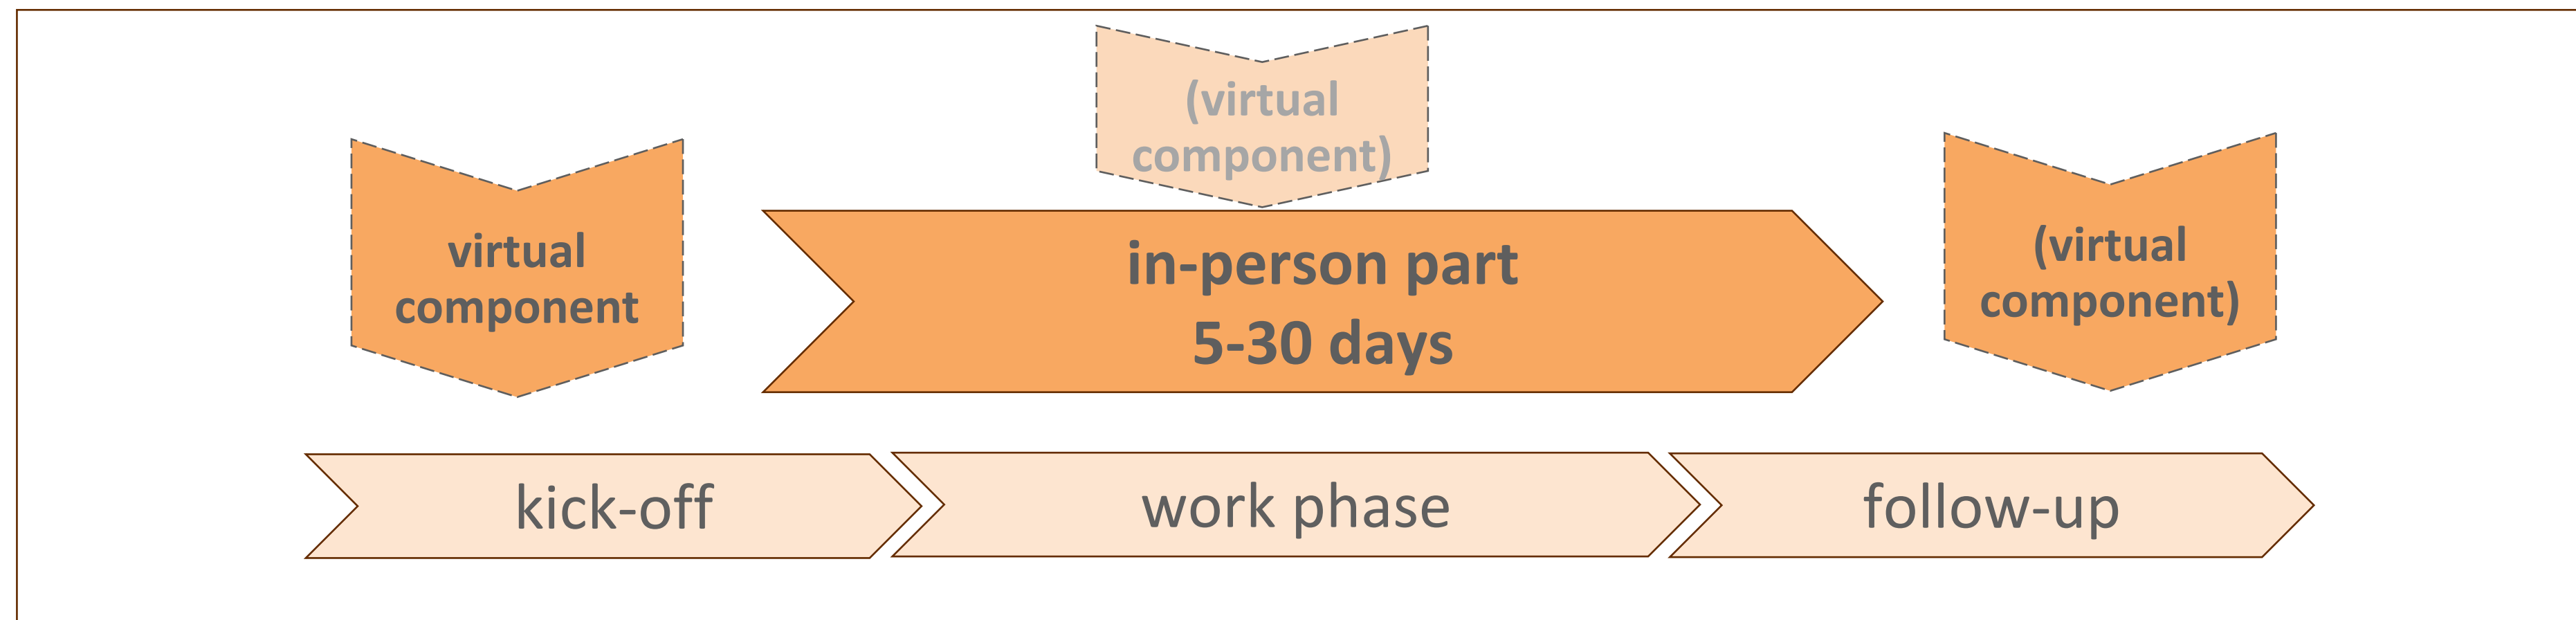 (virtual
component)
virtual
component
in-person part
5-30 days
(virtual
component)
kick-off
work phase
follow-up